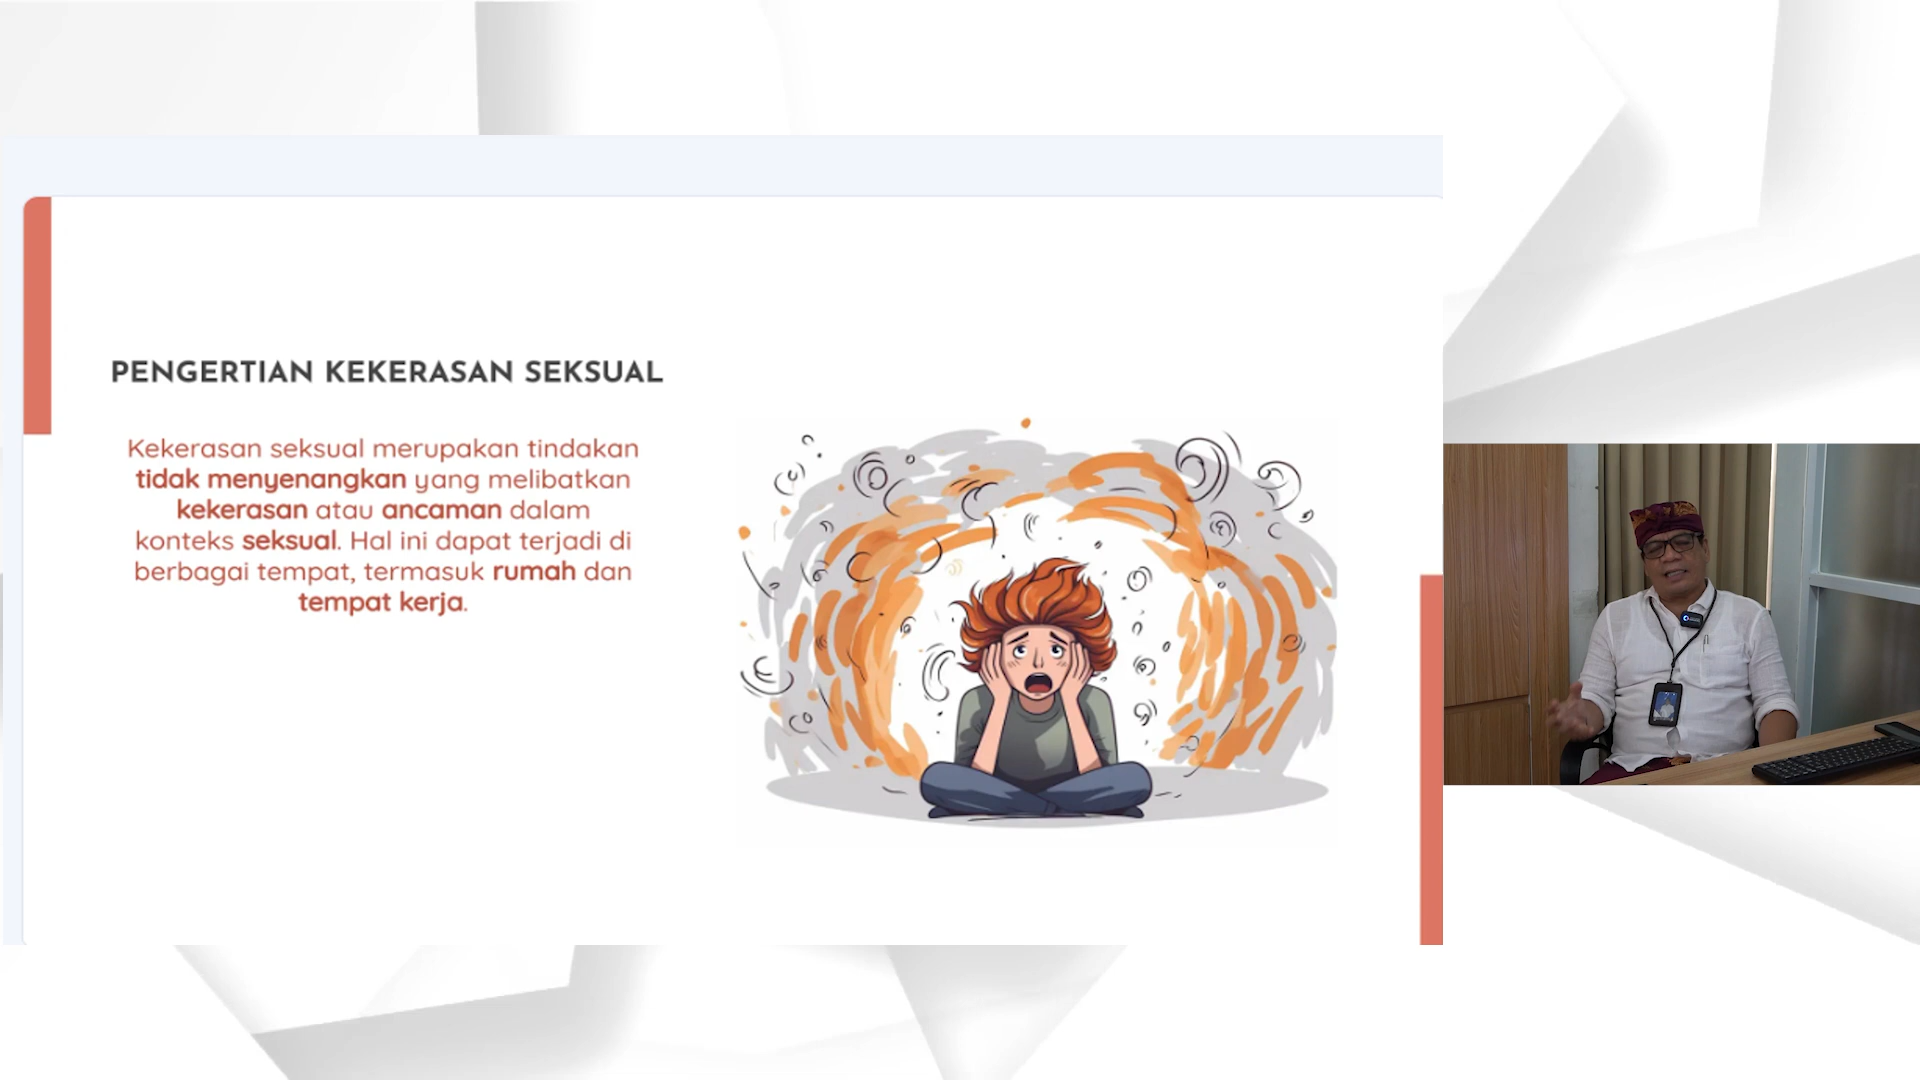 PENGERTIAN KEKERASAN SEKSUAL
Kekerasan seksual merupakan tindakan
tidak menyenangkan yang melibatkan
kekerasan atau ancaman dalam
konteks seksual. Hal ini dapat terjadi di
berbagai tempat, termasuk rumah dan
tempat kerja.